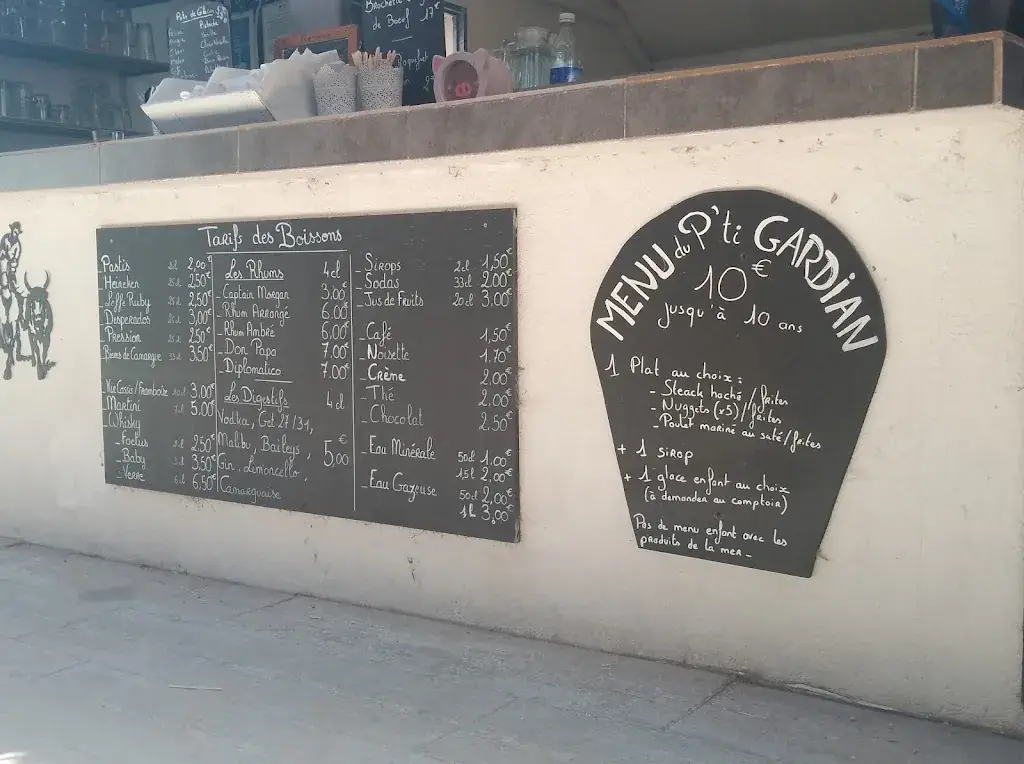 Brochette
de Boeuf 17€
Tarifs des Boissons
Pastis 2,00€
Heineken 25cl 2,50€
Leffe Ruby 25cl 2,50€
Desperados 3,00€
Pression 25cl 2,50€
Bières de Camargue 33cl 3,50€
Vin Cassis/Framboise 3.00€
Martini 5.00€
Whisky
- Foetus 2,50€
- Baby 3,50€
- Verre 6cl 6,50€
Les Rhums 4cl
- Captain Morgan 3,00€
- Rhum Arrangé 6.00€
- Rhum Ambré 6,00€
- Don Papa 7.00€
- Diplomatico 7.00€
Les Digestifs 4cl
Vodka, Get 27/31,
Malibu, Baileys,
Gin, Limoncello, 5,00€
Camarguaise
- Sirops 2cl 1,50€
- Sodas 33cl 2,00€
- Jus de Fruits 20cl 3,00€
- Café 1,50€
- Noisette 1.70€
- Crème 2,00€
- Thé 2.00€
- Chocolat 2,50€
- Eau Minérale 50cl 1.00€
1,5l 2,00€
- Eau Gazeuse 50cl 2,00€
1L 3,00€
MENU du P'ti GARDIAN
10€
jusqu'à 10 ans
1 Plat au choix :
- Steack haché / frites
- Nuggets (x5) / frites
- Poulet mariné au saté / frites
+ 1 sirop
+ 1 glace enfant au choix
(à demander au comptoir)
Pas de menu enfant avec les
produits de la mer -